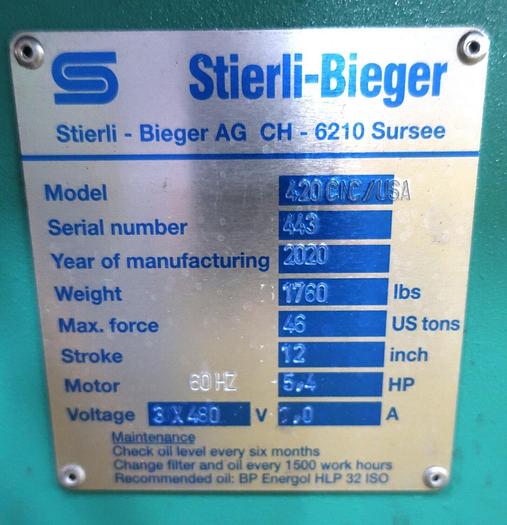 Stierli-Bieger
Stierli - Bieger AG CH - 6210 Sursee
Model 420 CNC//USA
Serial number 443
Year of manufacturing 2020
Weight 1760 lbs
Max. force 46 US tons
Stroke 12 inch
Motor 60 HZ 5,4 HP
Voltage 3 X 480 V A
Maintenance
Check oil level every six months
Change filter and oil every 1500 work hours
Recommended oil: BP Energol HLP 32 ISO